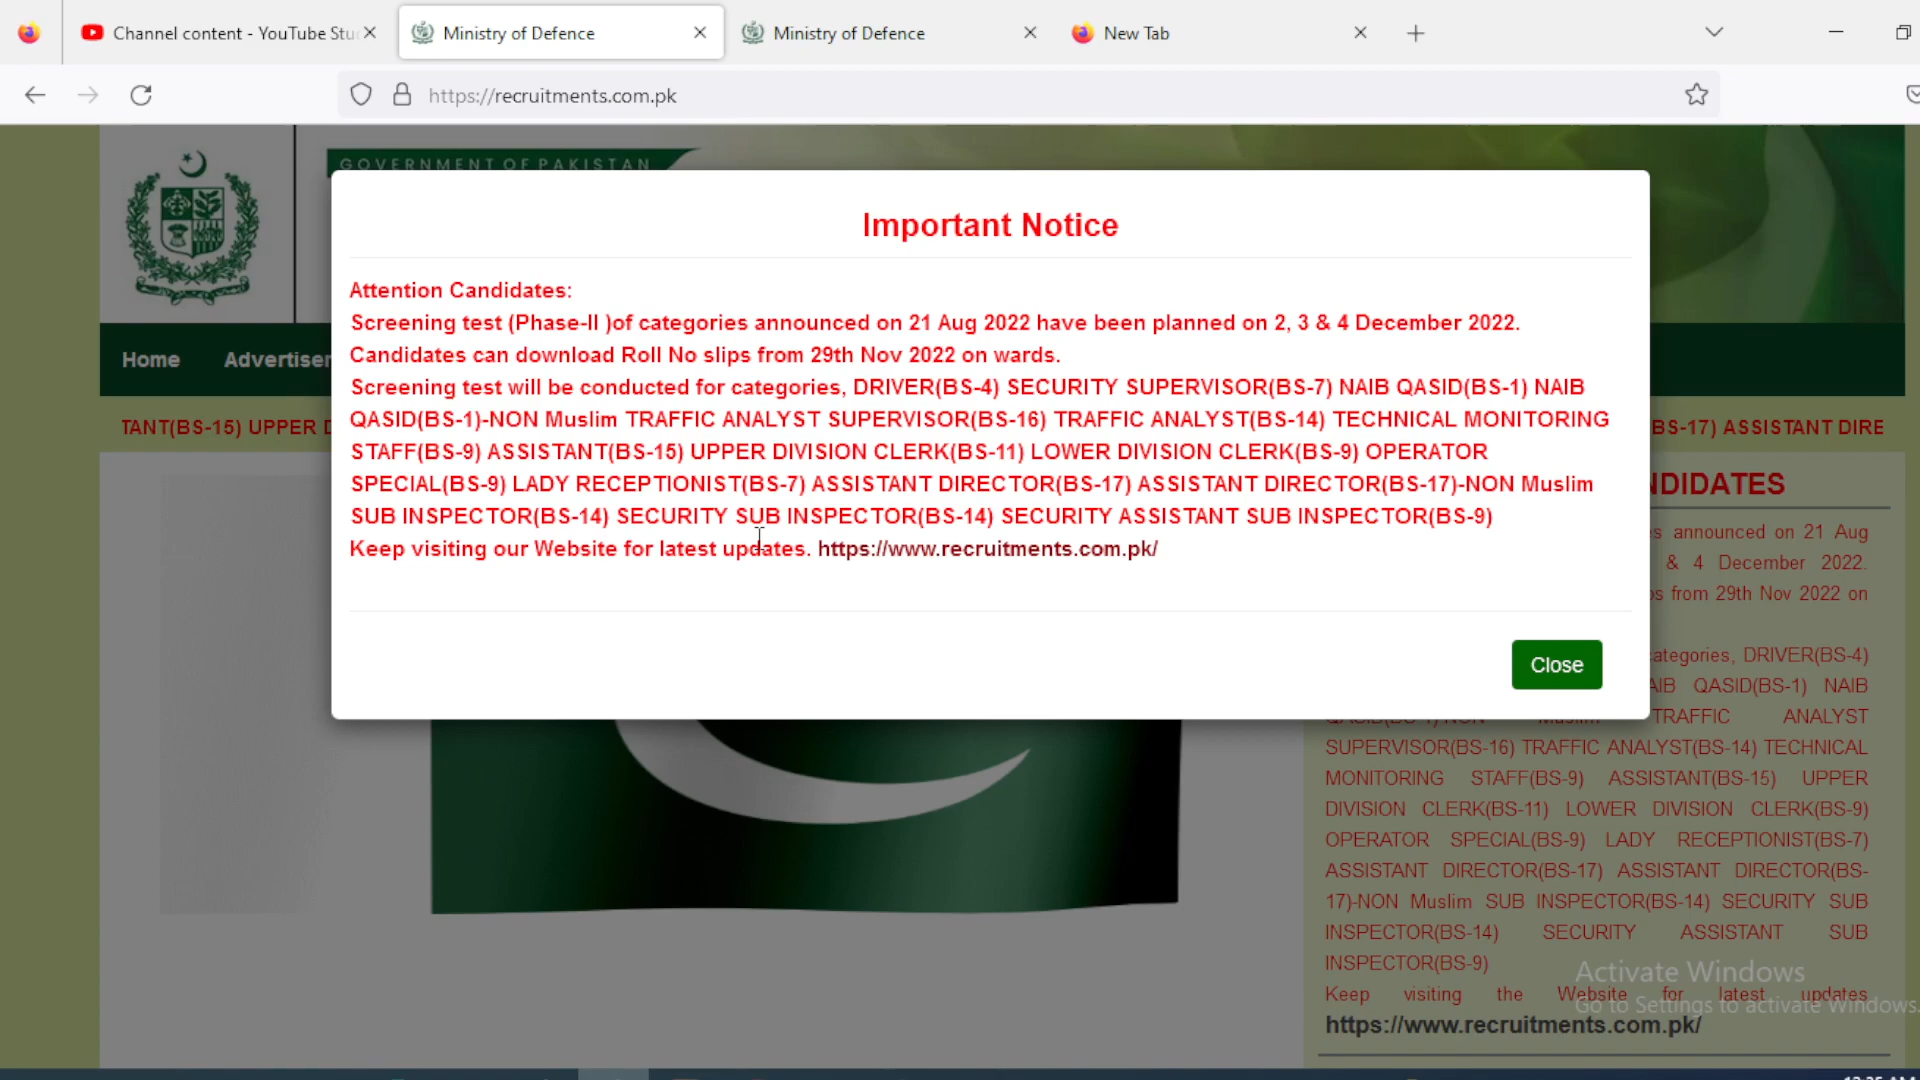 Channel content - YouTube Stu
Ministry of Defence
Ministry of Defence
New Tab
https://recruitments.com.pk
GOVERNMENT OF PAKISTAN
Home
Advertise
TANT(BS-15) UPPER
BS-17) ASSISTANT DIRE
Important Notice
Attention Candidates:
Screening test (Phase-II )of categories announced on 21 Aug 2022 have been planned on 2, 3 & 4 December 2022.
Candidates can download Roll No slips from 29th Nov 2022 on wards.
Screening test will be conducted for categories, DRIVER(BS-4) SECURITY SUPERVISOR(BS-7) NAIB QASID(BS-1) NAIB
QASID(BS-1)-NON Muslim TRAFFIC ANALYST SUPERVISOR(BS-16) TRAFFIC ANALYST(BS-14) TECHNICAL MONITORING
STAFF(BS-9) ASSISTANT(BS-15) UPPER DIVISION CLERK(BS-11) LOWER DIVISION CLERK(BS-9) OPERATOR
SPECIAL(BS-9) LADY RECEPTIONIST(BS-7) ASSISTANT DIRECTOR(BS-17) ASSISTANT DIRECTOR(BS-17)-NON Muslim
SUB INSPECTOR(BS-14) SECURITY SUB INSPECTOR(BS-14) SECURITY ASSISTANT SUB INSPECTOR(BS-9)
Keep visiting our Website for latest updates. https://www.recruitments.com.pk/
Close
NDIDATES
s announced on 21 Aug
& 4 December 2022.
s from 29th Nov 2022 on
ategories, DRIVER(BS-4)
AIB QASID(BS-1) NAIB
TRAFFIC ANALYST
SUPERVISOR(BS-16) TRAFFIC ANALYST(BS-14) TECHNICAL
MONITORING STAFF(BS-9) ASSISTANT(BS-15) UPPER
DIVISION CLERK(BS-11) LOWER DIVISION CLERK(BS-9)
OPERATOR SPECIAL(BS-9) LADY RECEPTIONIST(BS-7)
ASSISTANT DIRECTOR(BS-17) ASSISTANT DIRECTOR(BS-
17)-NON Muslim SUB INSPECTOR(BS-14) SECURITY SUB
INSPECTOR(BS-14) SECURITY ASSISTANT SUB
INSPECTOR(BS-9)
Keep visiting the Website for latest updates
https://www.recruitments.com.pk/
Activate Windows
Go to Settings to activate Windows.